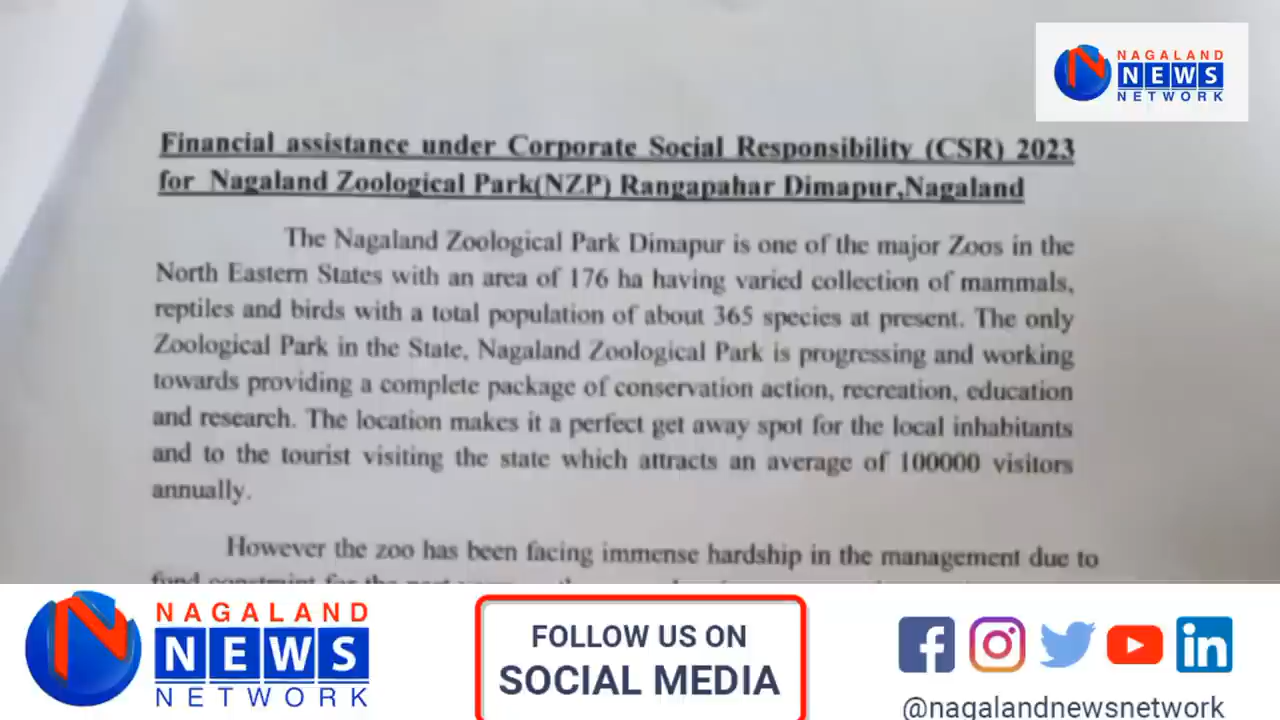 NAGALAND
NEWS
NETWORK
Financial assistance under Corporate Social Responsibility (CSR) 2023
for Nagaland Zoological Park(NZP) Rangapahar Dimapur,Nagaland
The Nagaland Zoological Park Dimapur is one of the major Zoos in the
North Eastern States with an area of 176 ha having varied collection of mammals,
reptiles and birds with a total population of about 365 species at present. The only
Zoological Park in the State, Nagaland Zoological Park is progressing and working
towards providing a complete package of conservation action, recreation, education
and research. The location makes it a perfect get away spot for the local inhabitants
and to the tourist visiting the state which attracts an average of 100000 visitors
annually.
However the zoo has been facing immense hardship in the management due to
NAGALAND
NEWS
NETWORK
FOLLOW US ON
SOCIAL MEDIA
@nagalandnewsnetwork